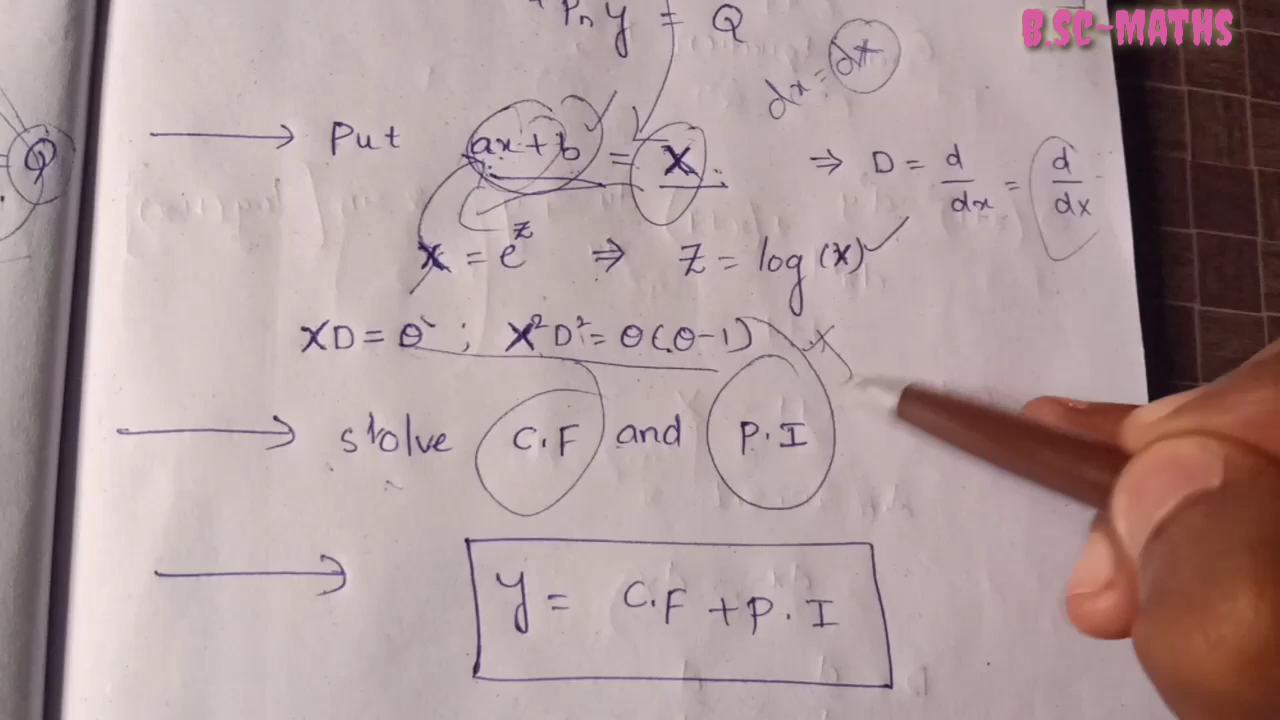 B.SC-MATHS
Pn y = Q
dx = dx
Q
Put ax+b = X ⇒ D = d/dx = d/dX
X = e^z ⇒ z = log(X)
XD = θ ; X²D² = θ(θ-1)
solve C.F and P.I
y = C.F + P.I